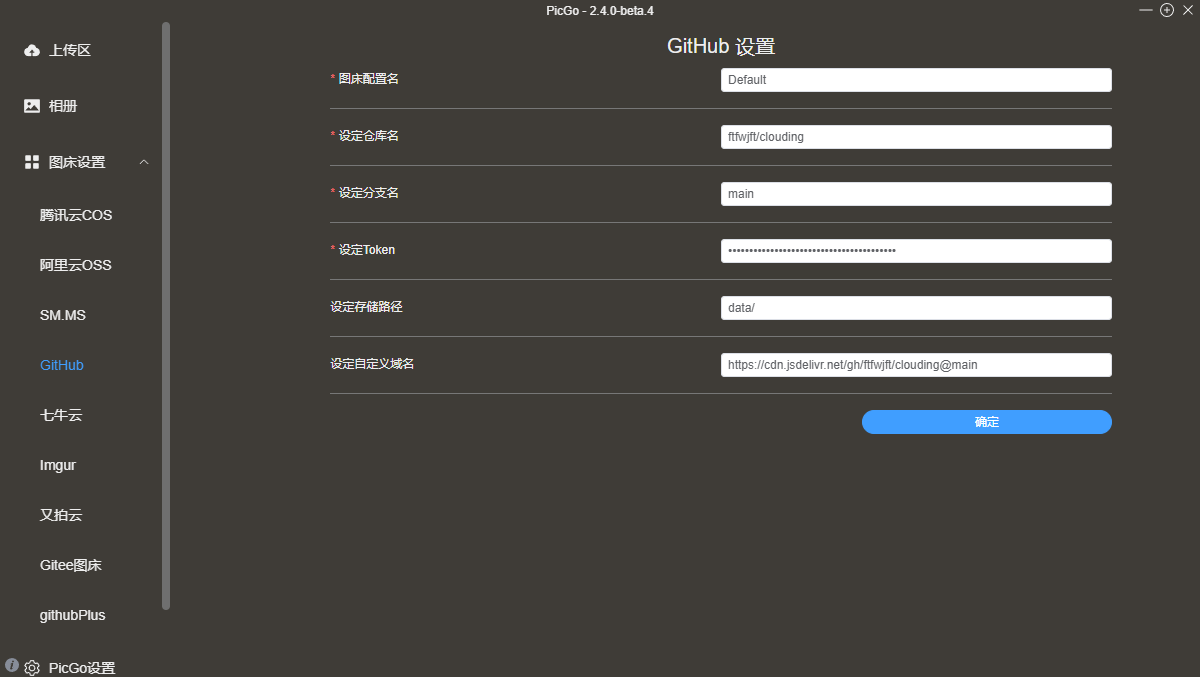 PicGo - 2.4.0-beta.4
上传区
相册
图床设置
腾讯云COS
阿里云OSS
SM.MS
GitHub
七牛云
Imgur
又拍云
Gitee图床
githubPlus
PicGo设置
GitHub 设置
* 图床配置名
Default
* 设定仓库名
ftfwjft/clouding
* 设定分支名
main
* 设定Token
设定存储路径
data/
设定自定义域名
https://cdn.jsdelivr.net/gh/ftfwjft/clouding@main
确定